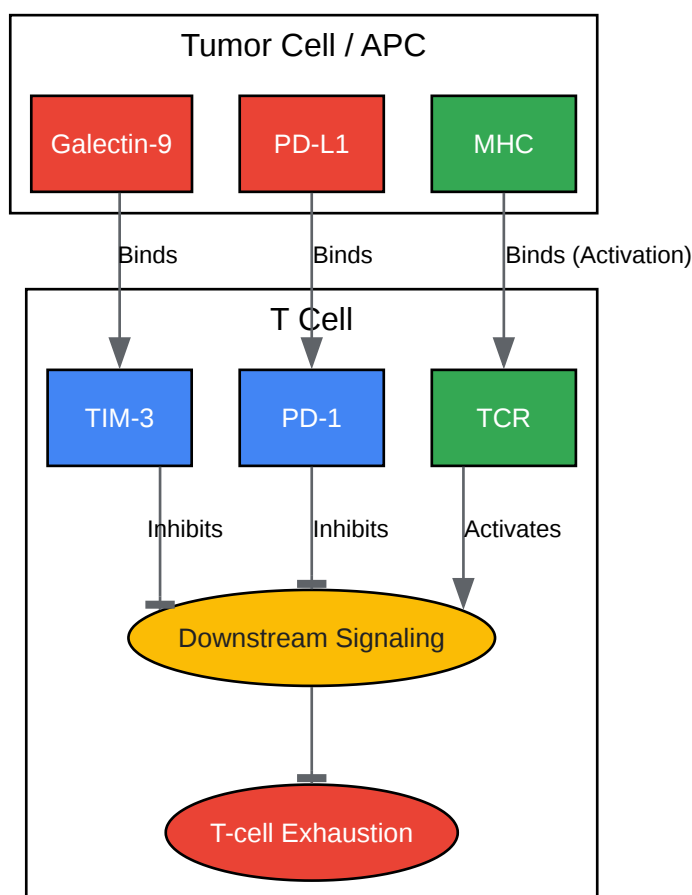 Tumor Cell / APC
Galectin-9
PD-L1
MHC
Binds
Binds
Binds (Activation)
T Cell
TIM-3
PD-1
TCR
Inhibits
Inhibits
Activates
Downstream Signaling
T-cell Exhaustion